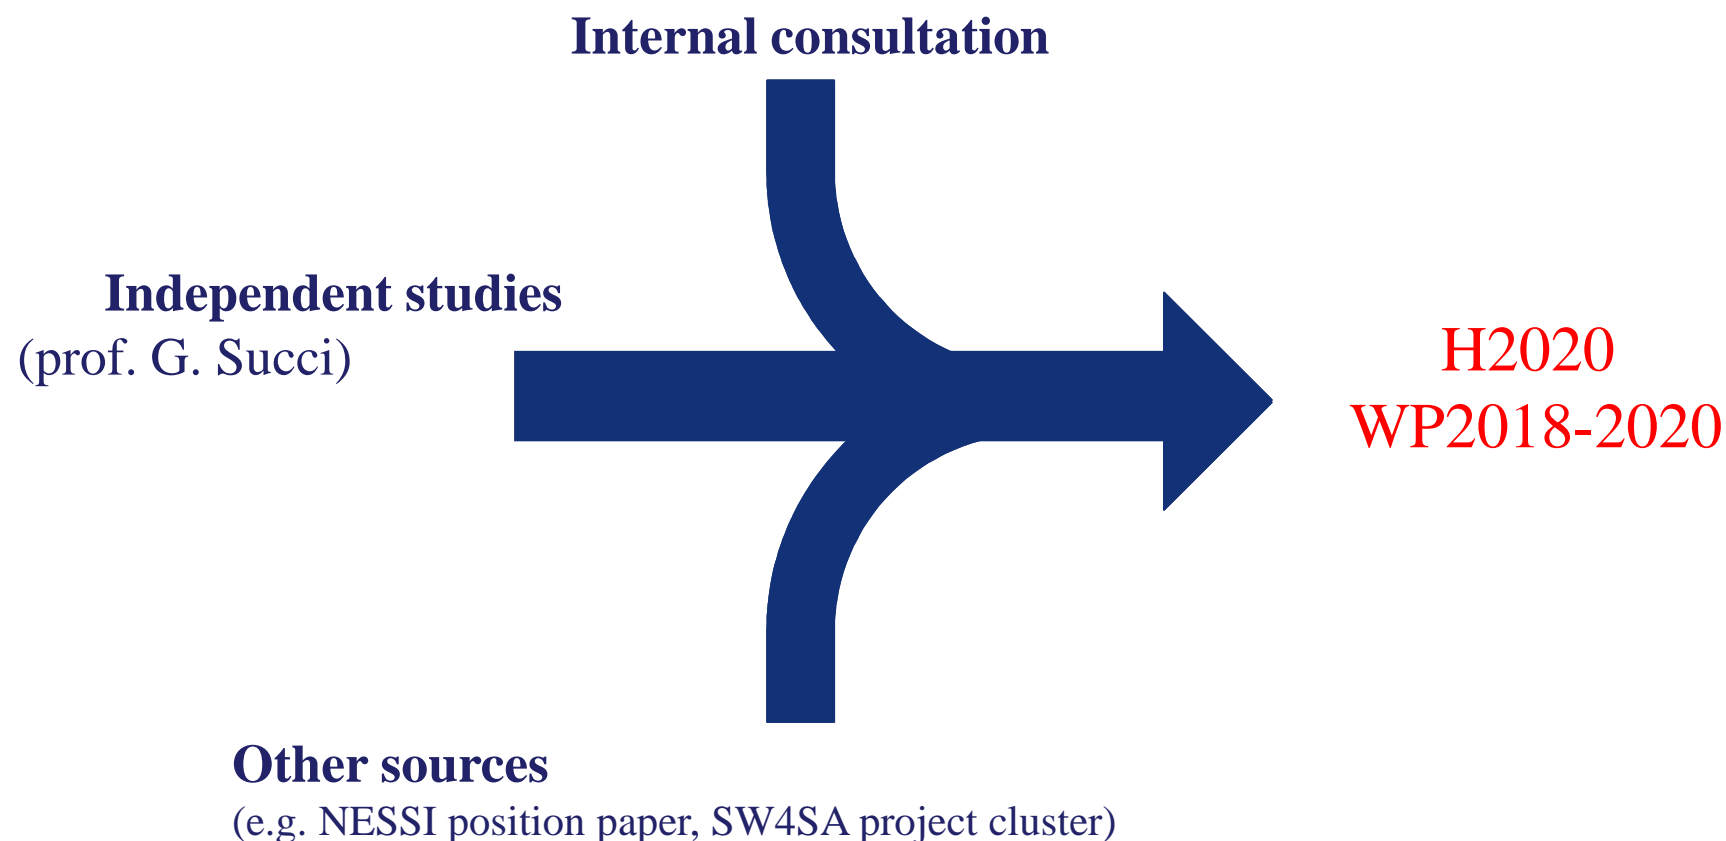 Internal consultation
Independent studies
(prof. G. Succi)
H2020
WP2018-2020
Other sources
(e.g. NESSI position paper, SW4SA project cluster)